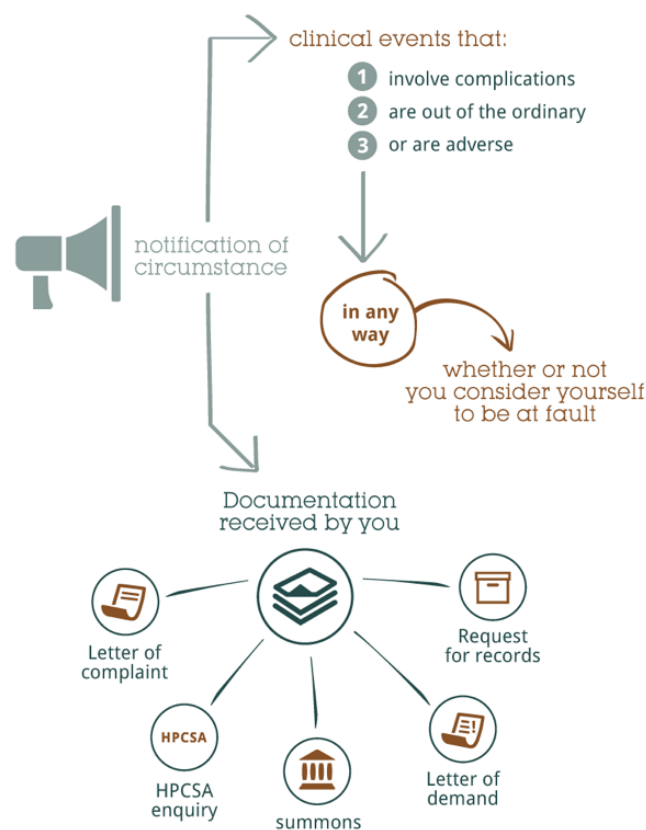 clinical events that:
1 involve complications
2 are out of the ordinary
3 or are adverse
notification of
circumstance
in any
way
whether or not
you consider yourself
to be at fault
Documentation
received by you
Letter of
complaint
Request
for records
HPCSA
HPCSA
enquiry
summons
Letter of
demand